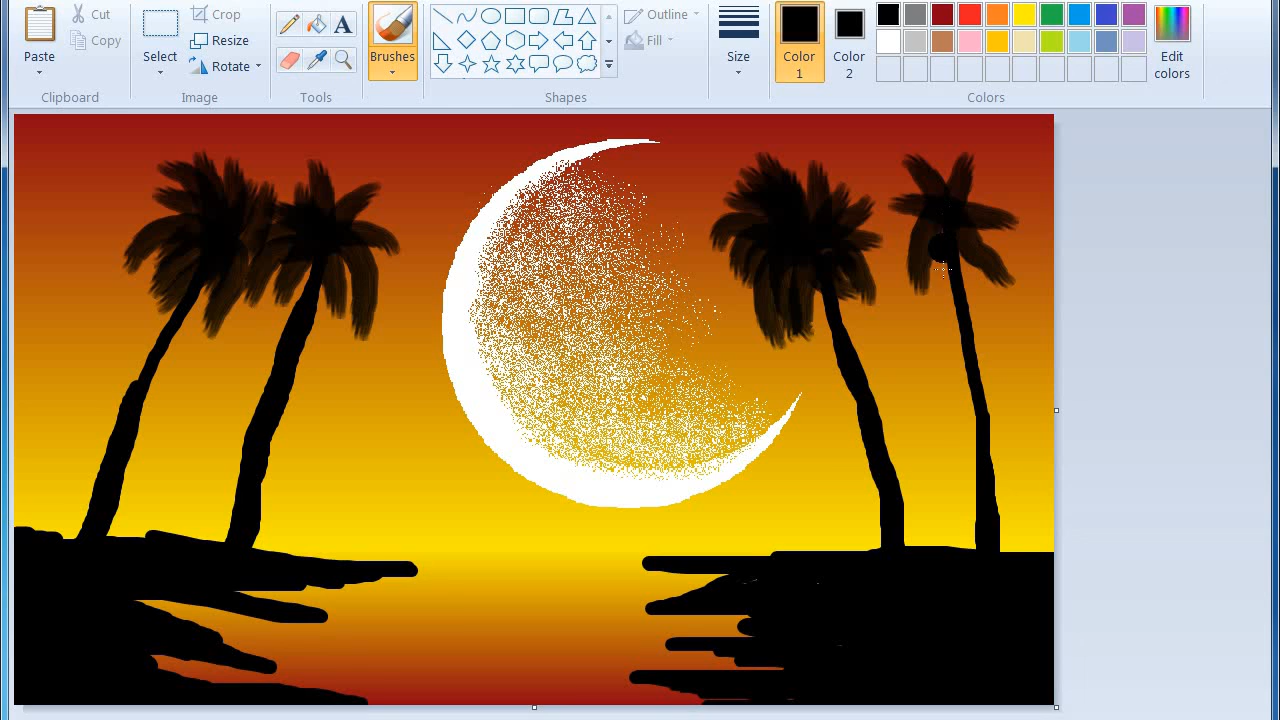 Paste
Cut
Copy
Clipboard
Select
Crop
Resize
Rotate
Image
A
Tools
Brushes
Outline
Fill
Shapes
Size
Color
1
Color
2
Edit
colors
Colors